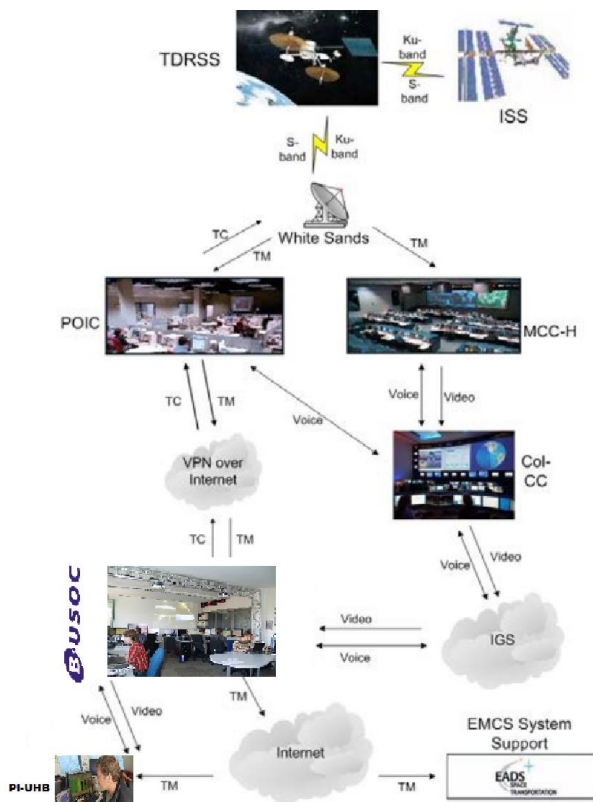 TDRSS
Ku-
band
S-
band
ISS
S-
band
Ku-
band
White Sands
TC
TM
TM
POIC
MCC-H
TC
TM
Voice
Voice
Video
VPN over
Internet
Col-
CC
TC
TM
Voice
Video
B.USOC
Video
Voice
IGS
TM
Voice
Video
Internet
EMCS System
Support
PI-UHB
TM
TM
EADS
SPACE
TRANSPORTATION